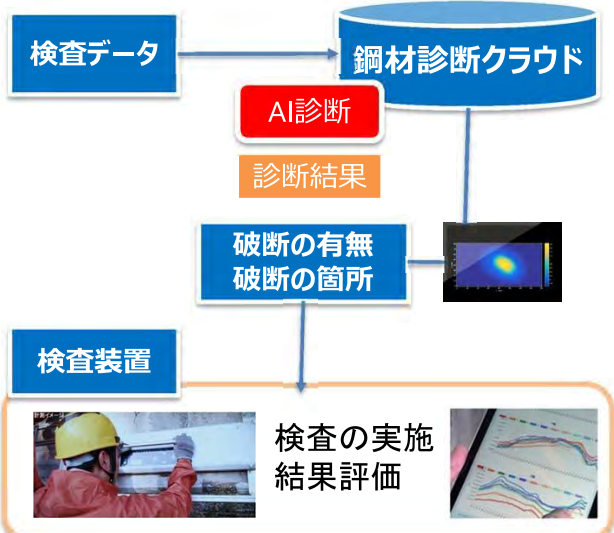 検査データ
鋼材診断クラウド
AI診断
診断結果
破断の有無
破断の箇所
検査装置
検査の実施
結果評価